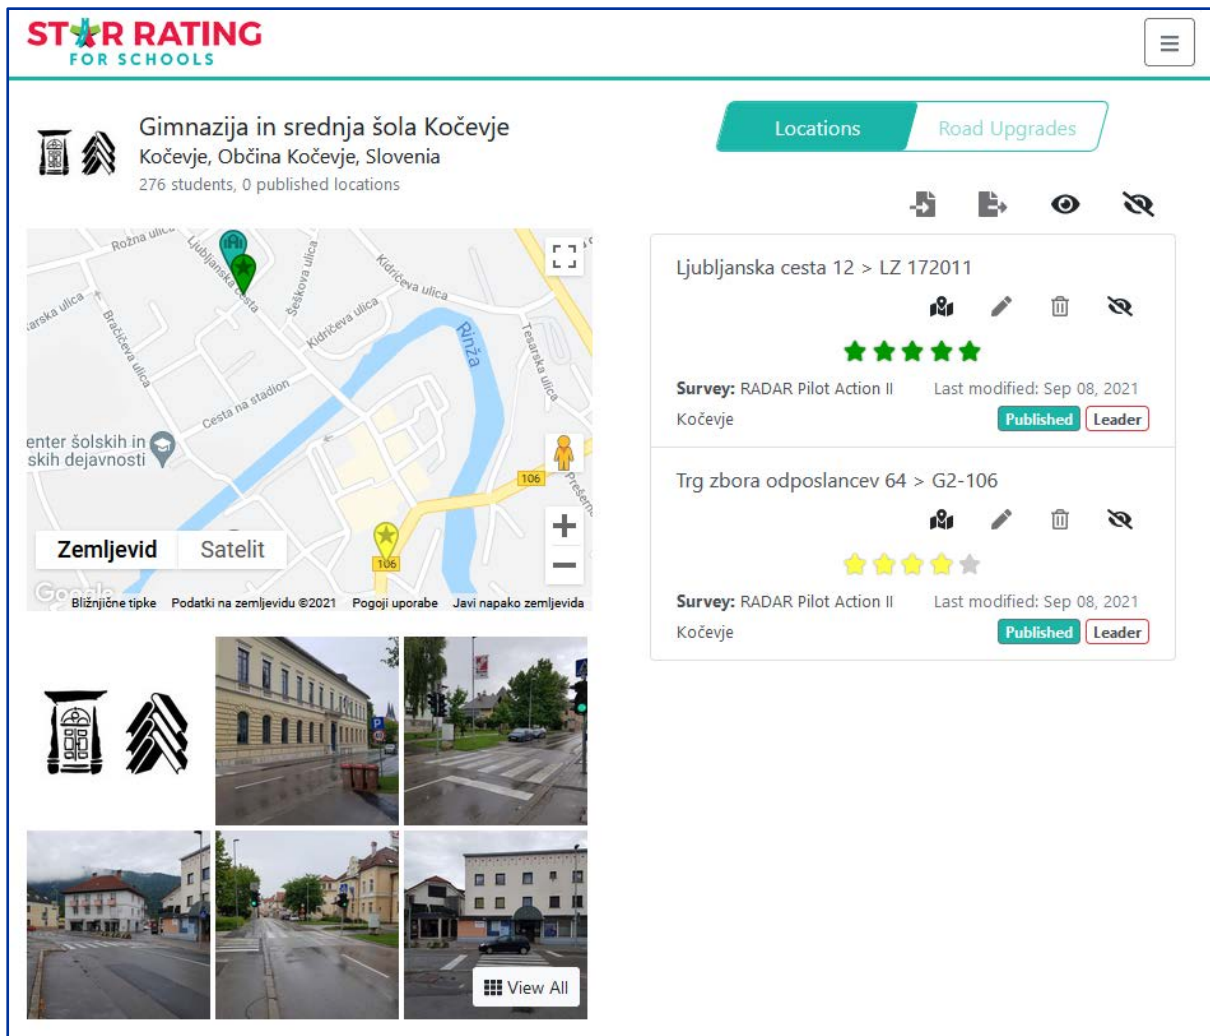 STAR RATING
FOR SCHOOLS
Gimnazija in srednja šola Kočevje
Kočevje, Občina Kočevje, Slovenia
276 students, 0 published locations
Locations
Road Upgrades
Rožna ulica
Ljubljanska cesta
Šeškova ulica
Kidričeva ulica
Kidričeva ulica
arska ulica
Bračičeva ulica
Rinža
Tesarska ulica
Cesta na stadion
enter šolskih in
skih dejavnosti
106
Prešern
106
Zemljevid
Satelit
Google
Bližnjične tipke
Podatki na zemljevidu ©2021
Pogoji uporabe
Javi napako zemljevida
View All
Ljubljanska cesta 12 > LZ 172011
Survey: RADAR Pilot Action II
Last modified: Sep 08, 2021
Kočevje
Published
Leader
Trg zbora odposlancev 64 > G2-106
Survey: RADAR Pilot Action II
Last modified: Sep 08, 2021
Kočevje
Published
Leader